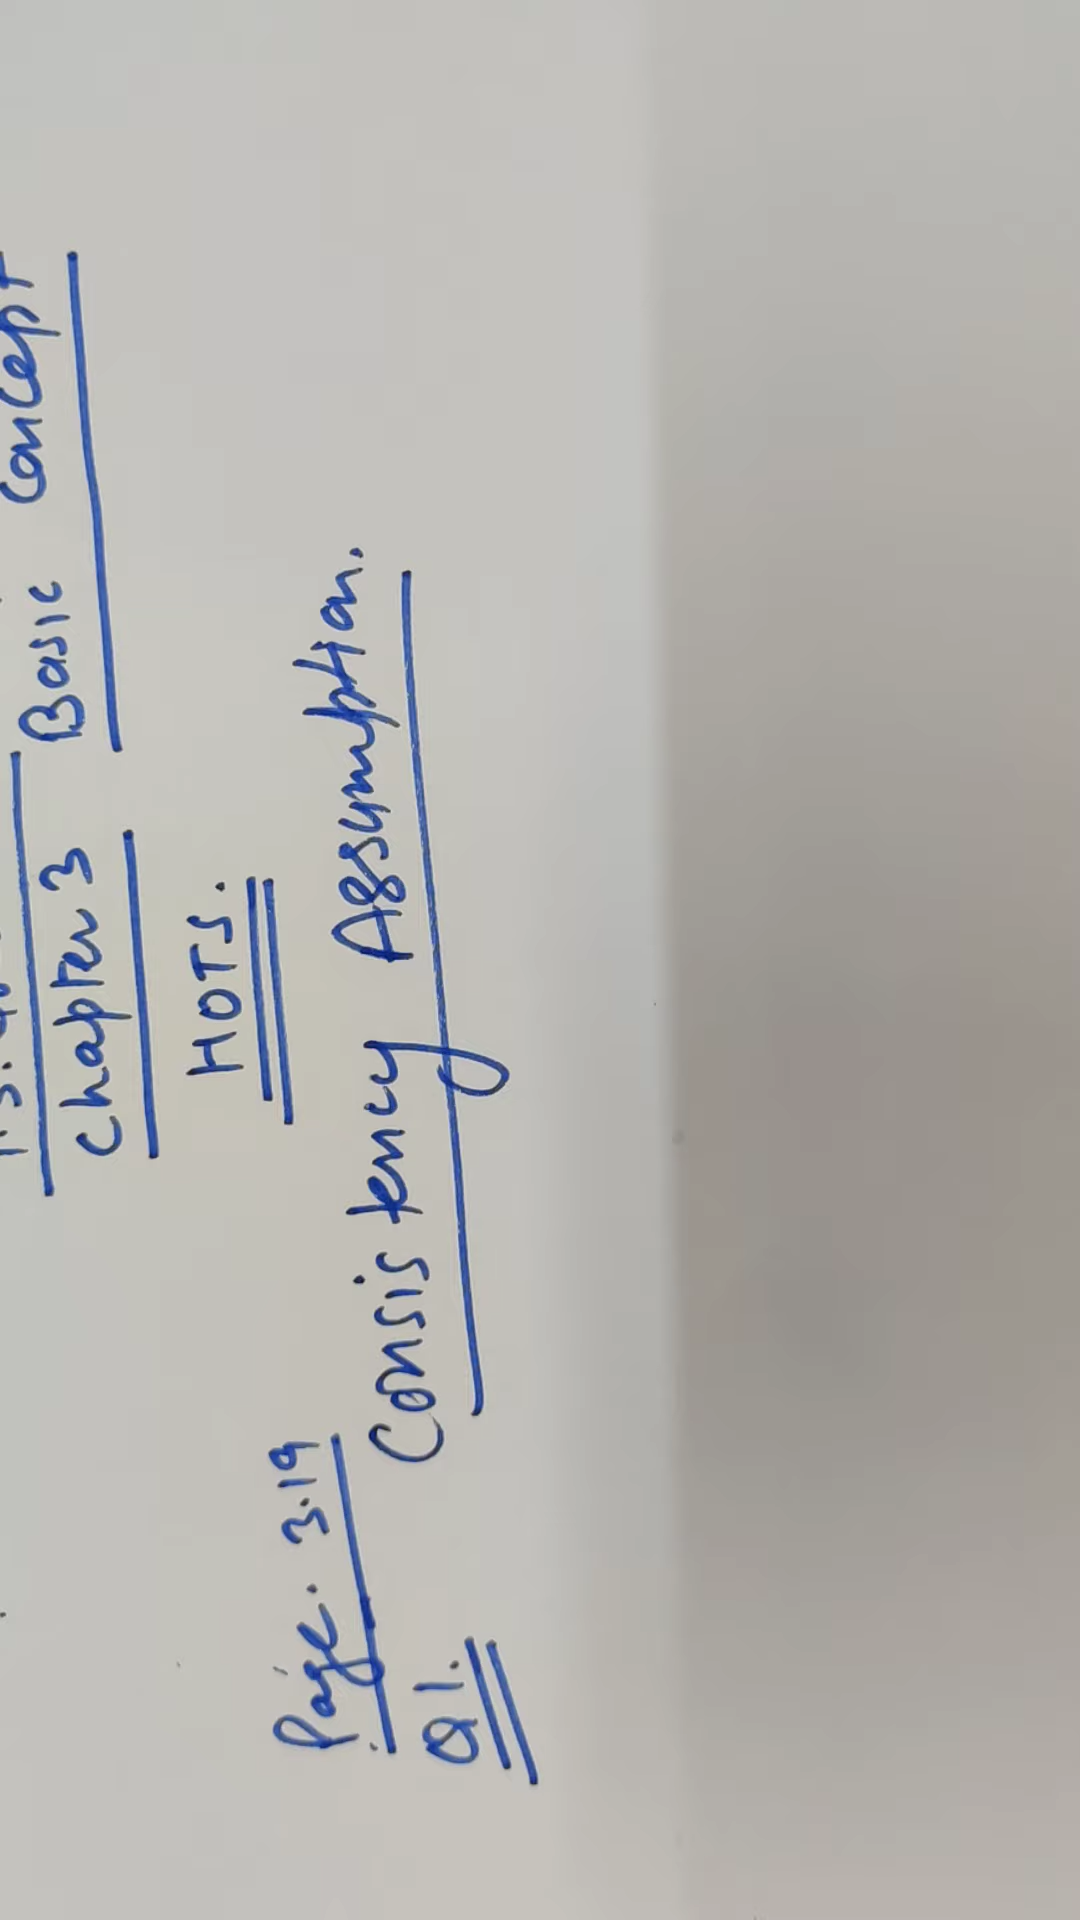 Chapter 3 Basic Concept
HOTS.
Page. 3.19
Q1. Consistency Assumption.